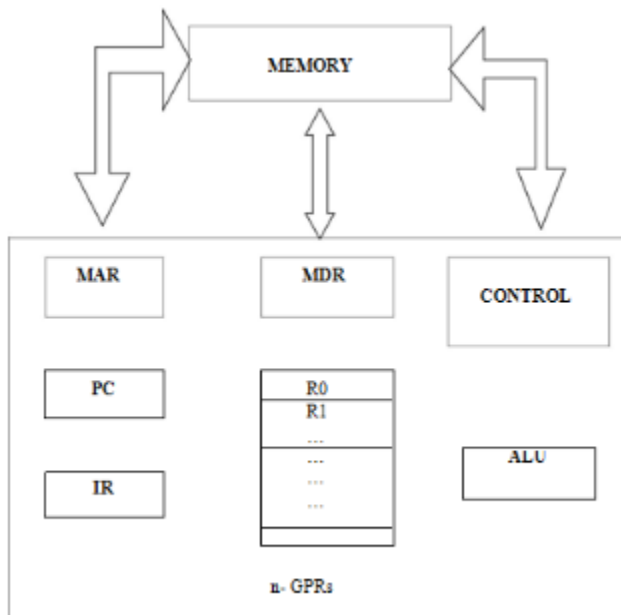 MEMORY
MAR
MDR
CONTROL
PC
R0
R1
...
...
...
...
ALU
IR
n- GPRs